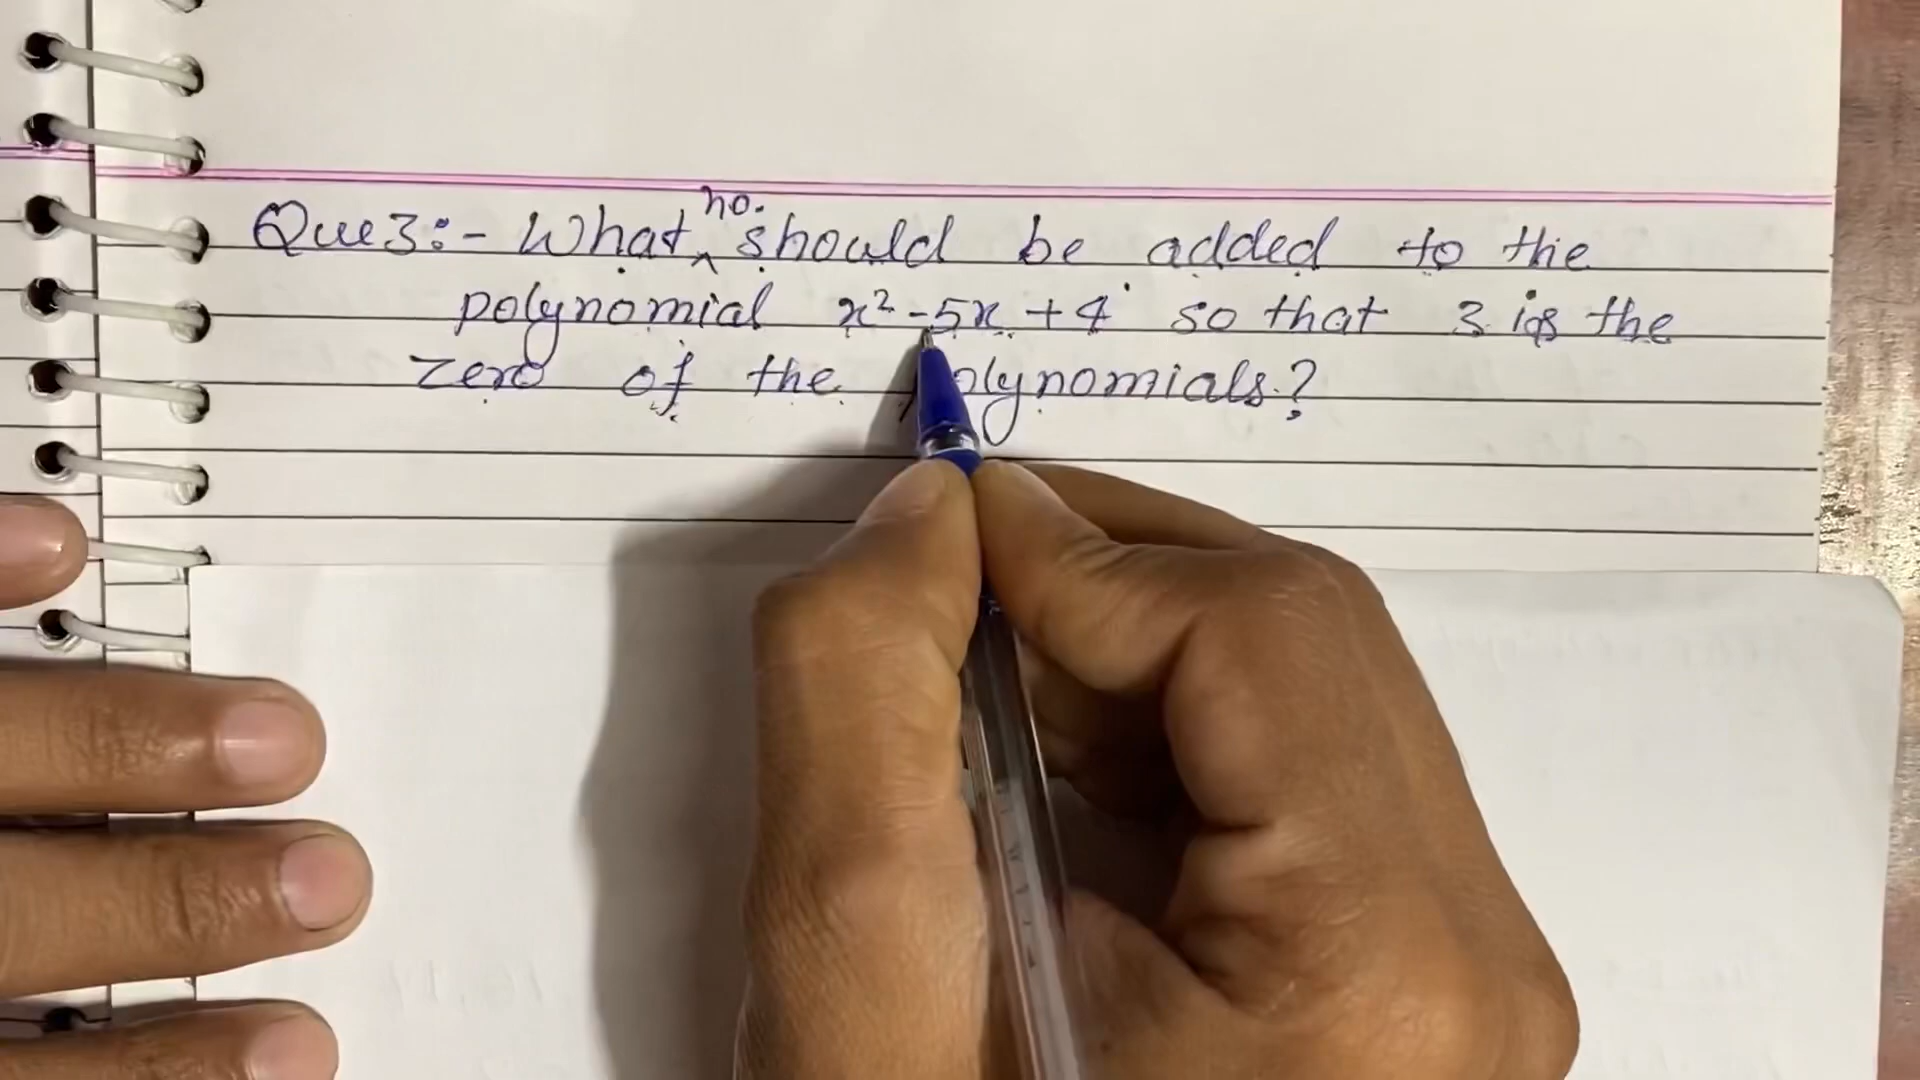 Que3:- What no. should be added to the
polynomial x² -5x +4 so that 3 is the
zero of the polynomials?